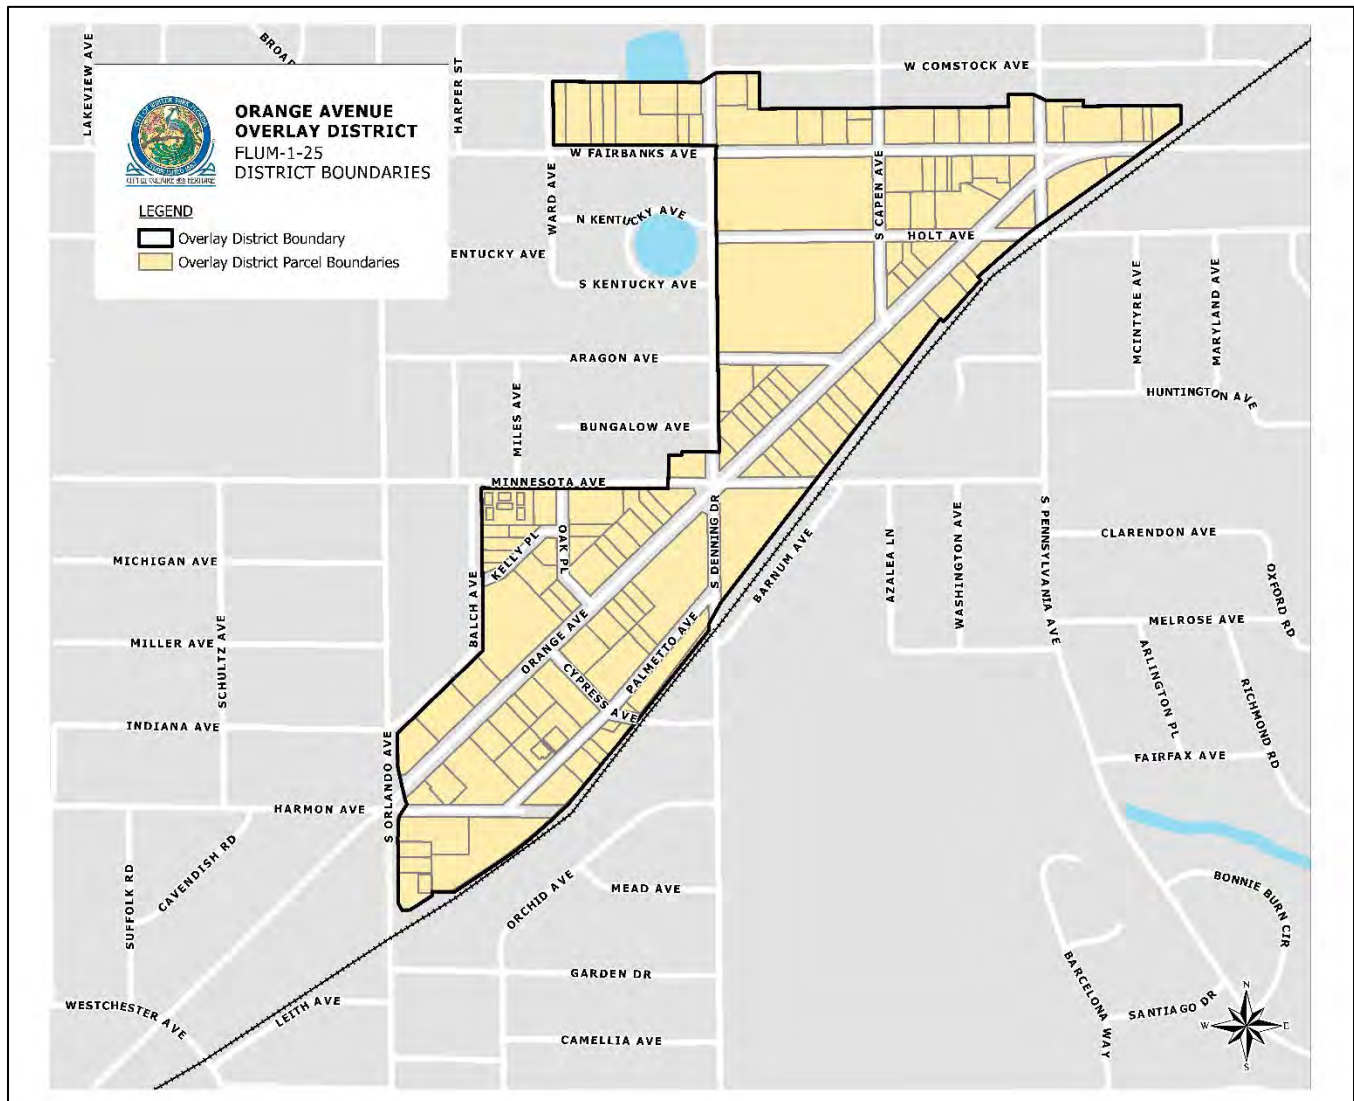 LAKEVIEW AVE
BROAD
HARPER ST
W COMSTOCK AVE
ORANGE AVENUE
OVERLAY DISTRICT
FLUM-1-25
DISTRICT BOUNDARIES
CITY OF CULTURE AND HERITAGE
LEGEND
Overlay District Boundary
Overlay District Parcel Boundaries
W FAIRBANKS AVE
WARD AVE
S CAPEN AVE
N KENTUCKY AVE
HOLT AVE
ENTUCKY AVE
S KENTUCKY AVE
MCINTYRE AVE
MARYLAND AVE
ARAGON AVE
MILES AVE
HUNTINGTON AVE
BUNGALOW AVE
MINNESOTA AVE
S DENNING DR
S PENNSYLVANIA AVE
OAK PL
KELLY PL
CLARENDON AVE
MICHIGAN AVE
BARNUM AVE
AZALEA LN
WASHINGTON AVE
OXFORD RD
BALCH AVE
MELROSE AVE
MILLER AVE
SCHULTZ AVE
ORANGE AVE
PALMETTO AVE
CYPRESS AVE
ARLINGTON PL
RICHMOND RD
INDIANA AVE
FAIRFAX AVE
S ORLANDO AVE
HARMON AVE
CAVENDISH RD
SUFFOLK RD
ORCHID AVE
MEAD AVE
BONNIE BURN CIR
GARDEN DR
BARCELONA WAY
WESTCHESTER AVE
LEITH AVE
SANTIAGO DR
CAMELLIA AVE
N
W
E
S